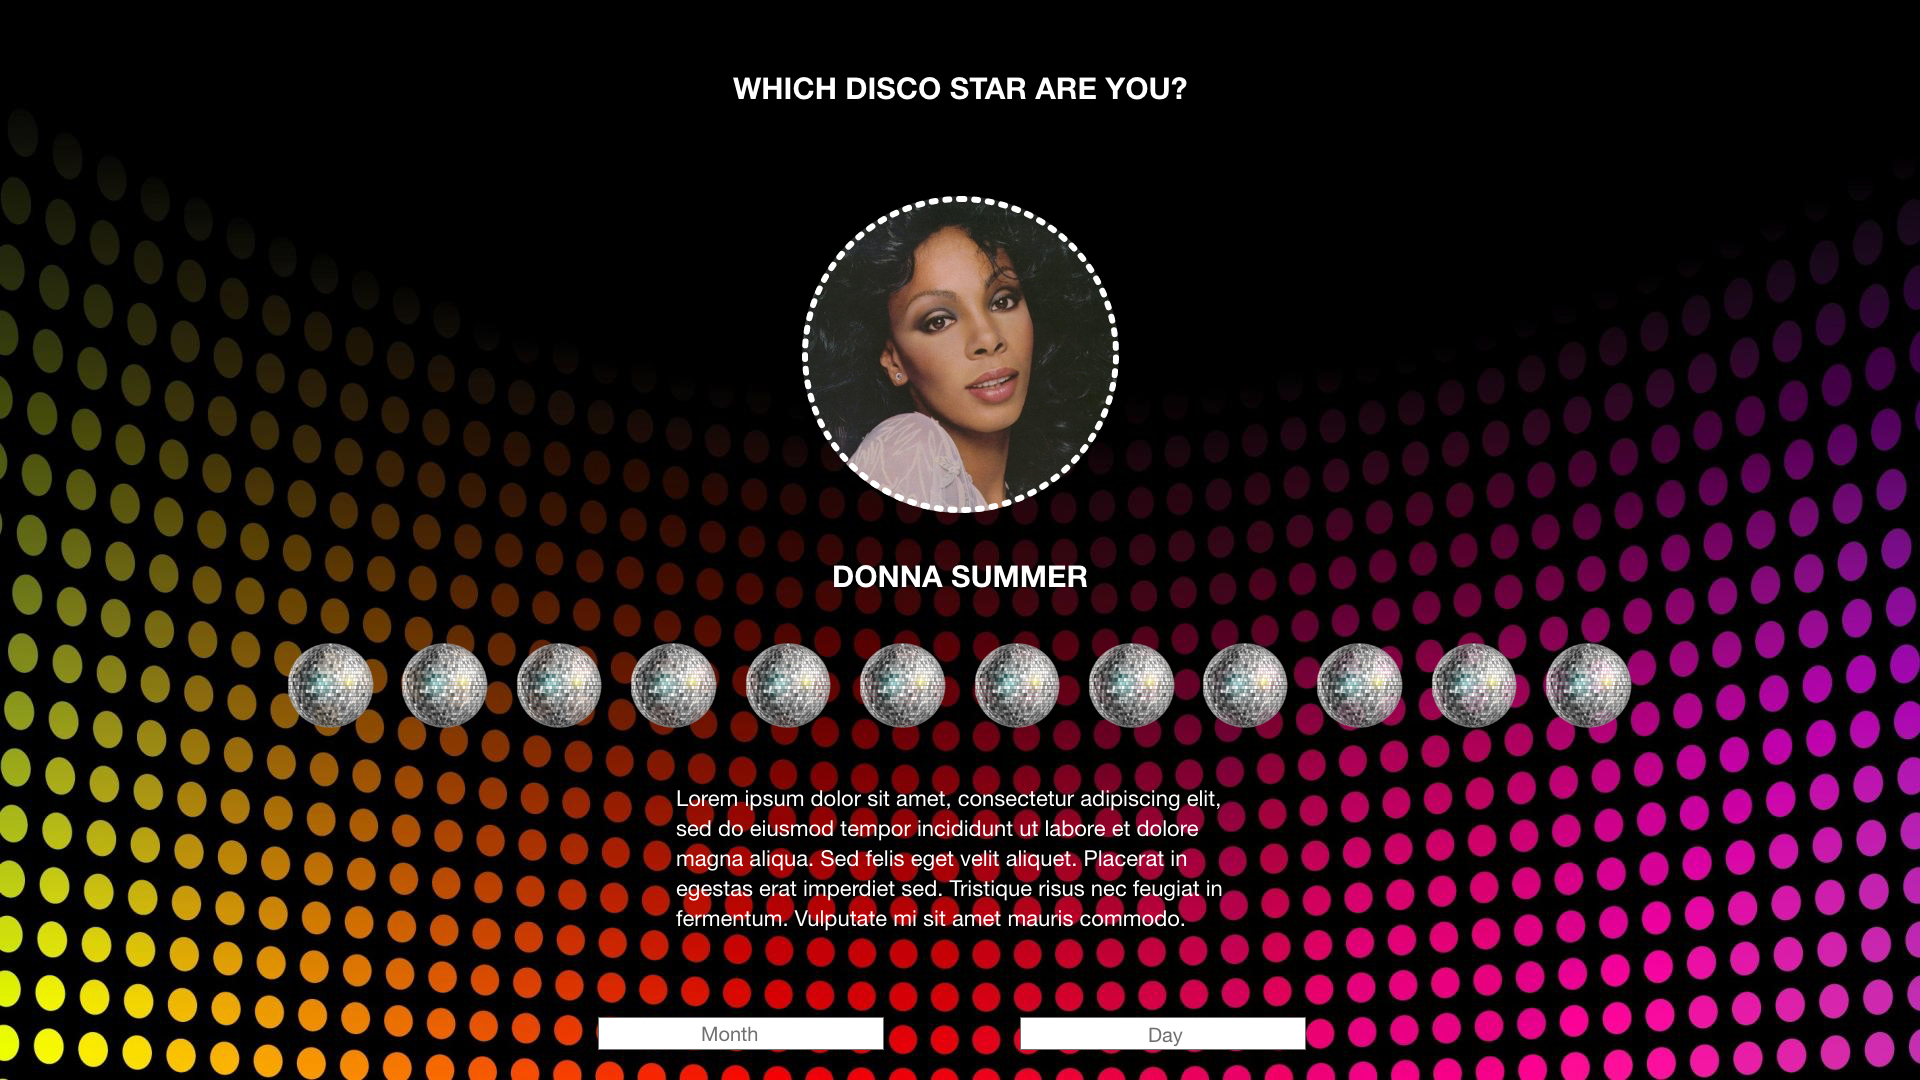 WHICH DISCO STAR ARE YOU?
DONNA SUMMER
Lorem ipsum dolor sit amet, consectetur adipiscing elit,
sed do eiusmod tempor incididunt ut labore et dolore
magna aliqua. Sed felis eget velit aliquet. Placerat in
egestas erat imperdiet sed. Tristique risus nec feugiat in
fermentum. Vulputate mi sit amet mauris commodo.
Month
Day